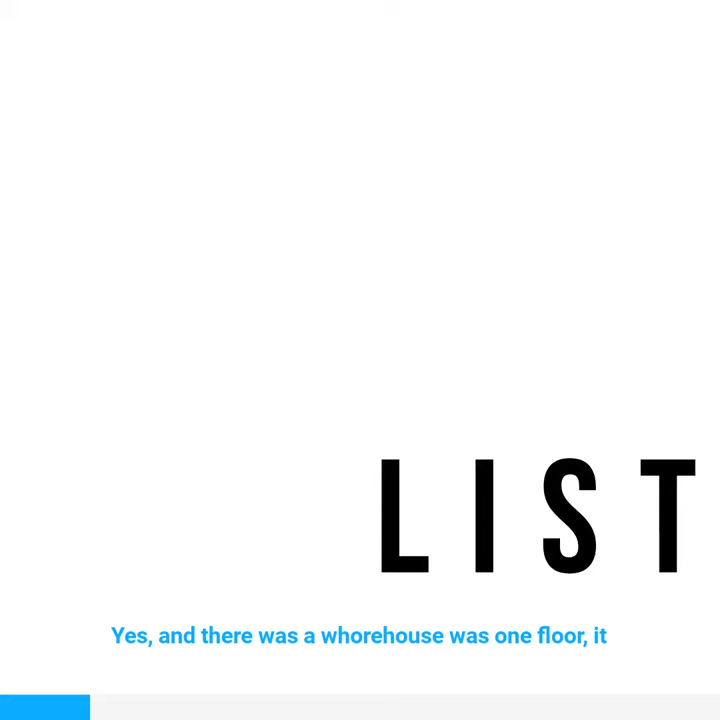 LIST
Yes, and there was a whorehouse was one floor, it